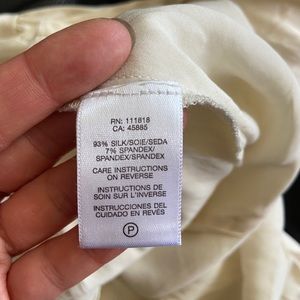 RN: 111818
CA: 45885
93% SILK/SOIE/SEDA
7% SPANDEX/
SPANDEX/SPANDEX
CARE INSTRUCTIONS
ON REVERSE
INSTRUCTIONS DE
SOIN SUR L'INVERSE
INSTRUCCIONES DEL
CUIDADO EN REVÉS
P